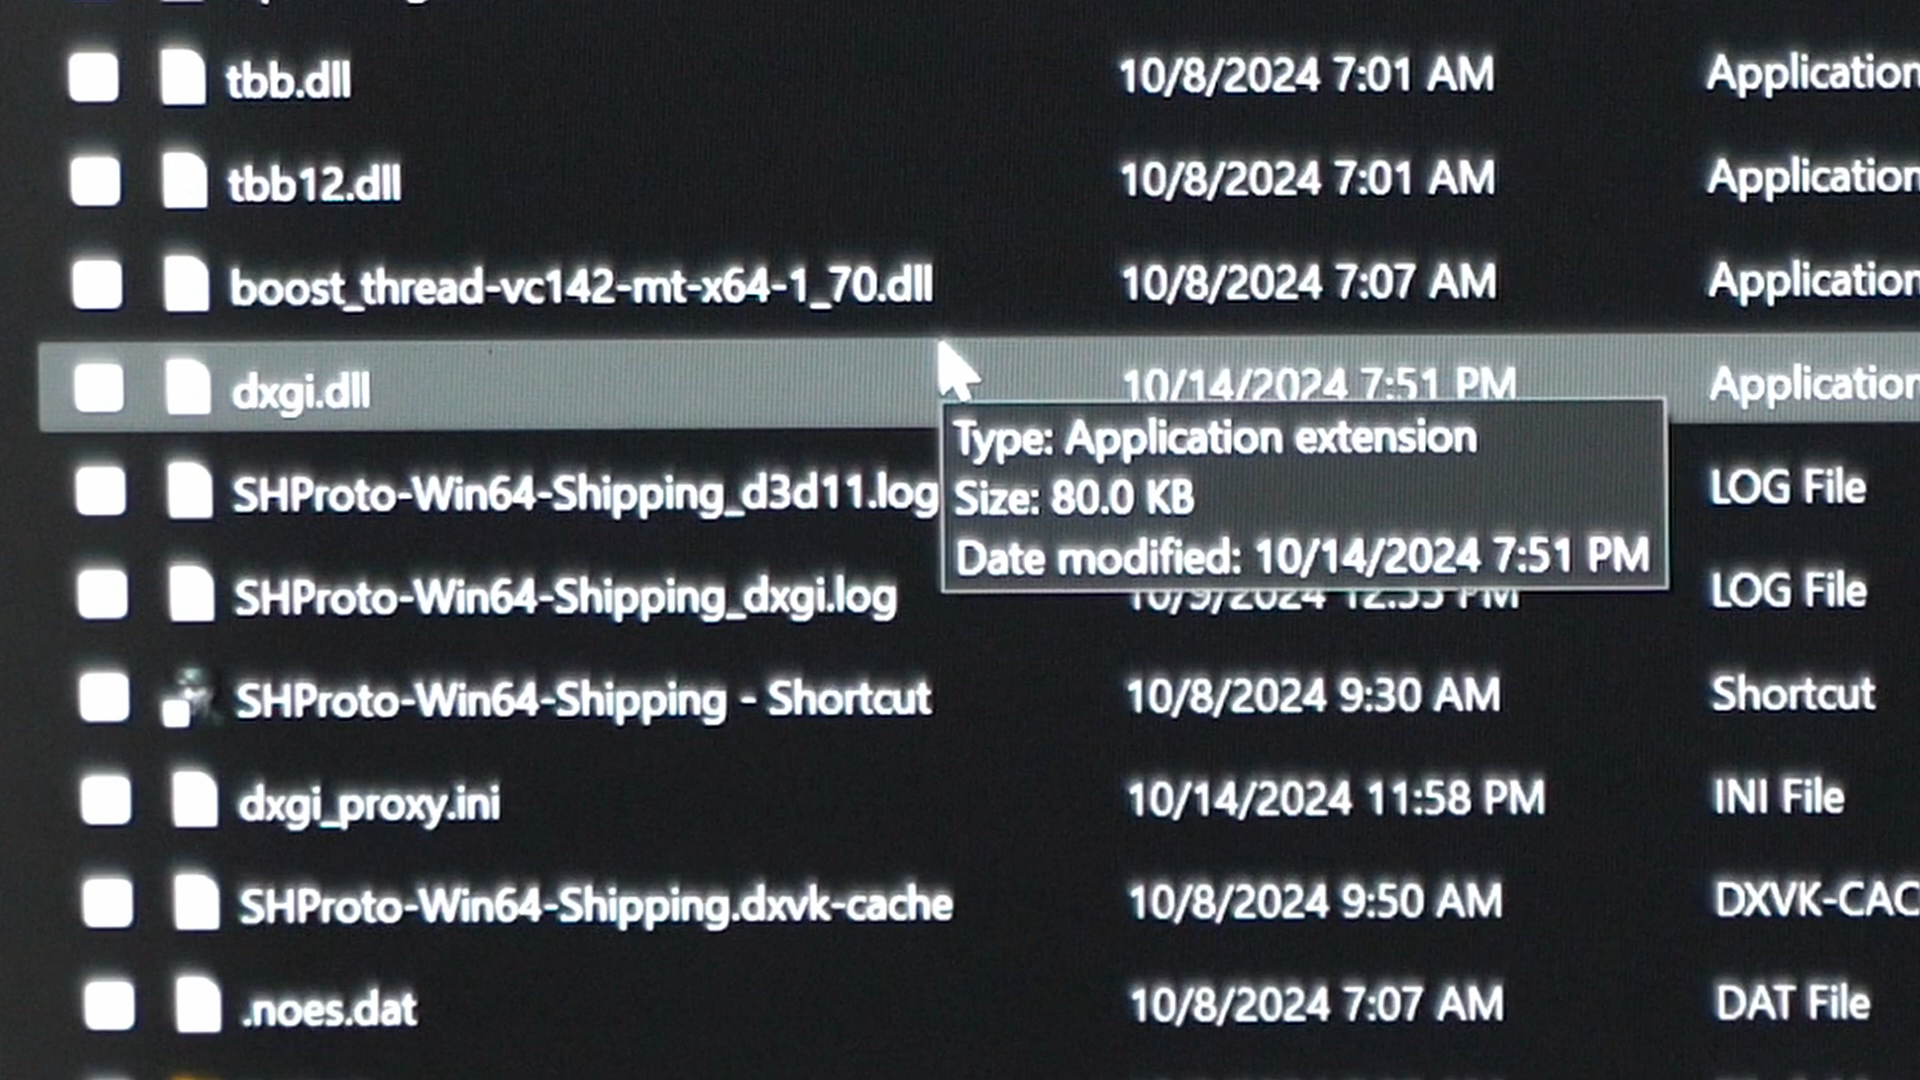 tbb.dll 10/8/2024 7:01 AM Application
tbb12.dll 10/8/2024 7:01 AM Application
boost_thread-vc142-mt-x64-1_70.dll 10/8/2024 7:07 AM Application
dxgi.dll 10/14/2024 7:51 PM Application
Type: Application extension
Size: 80.0 KB
Date modified: 10/14/2024 7:51 PM
SHProto-Win64-Shipping_d3d11.log LOG File
SHProto-Win64-Shipping_dxgi.log LOG File
SHProto-Win64-Shipping - Shortcut 10/8/2024 9:30 AM Shortcut
dxgi_proxy.ini 10/14/2024 11:58 PM INI File
SHProto-Win64-Shipping.dxvk-cache 10/8/2024 9:50 AM DXVK-CAC
.noes.dat 10/8/2024 7:07 AM DAT File